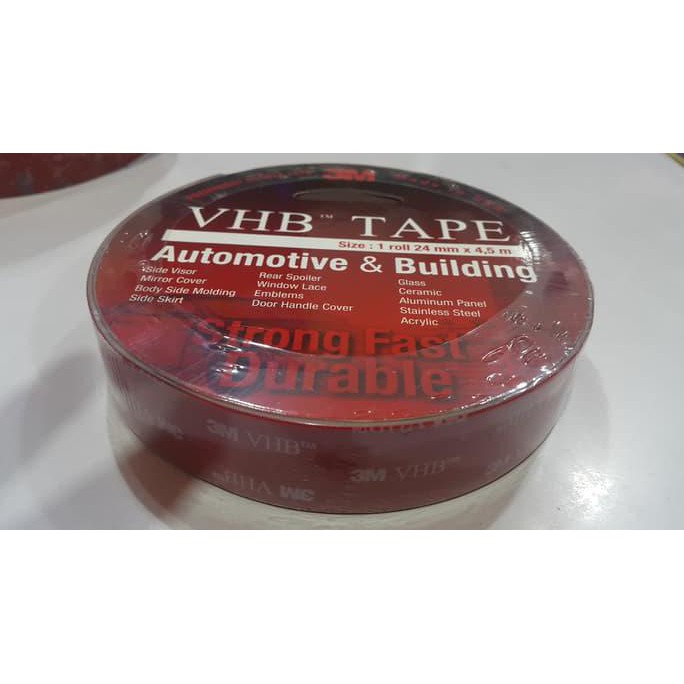 3M
VHB™ TAPE
Size : 1 roll 24 mm x 4,5 m
Automotive & Building
Side Visor
Mirror Cover
Body Side Molding
Side Skirt
Rear Spoiler
Window Lace
Emblems
Door Handle Cover
Glass
Ceramic
Aluminum Panel
Stainless Steel
Acrylic
Strong Fast
Durable
3M VHB™
3M VHB™
3M VHB™